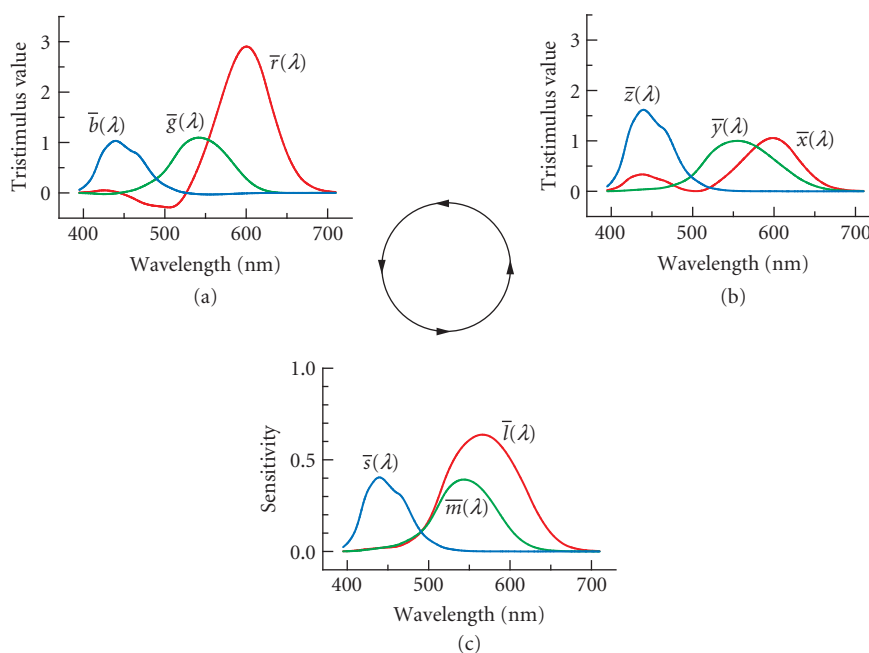 3
2
1
0
Tristimulus value
b̅(λ)
g̅(λ)
r̅(λ)
400 500 600 700
Wavelength (nm)
(a)
3
2
1
0
Tristimulus value
z̅(λ)
y̅(λ)
x̅(λ)
400 500 600 700
Wavelength (nm)
(b)
1.0
0.5
0.0
Sensitivity
s̅(λ)
l̅(λ)
m̅(λ)
400 500 600 700
Wavelength (nm)
(c)